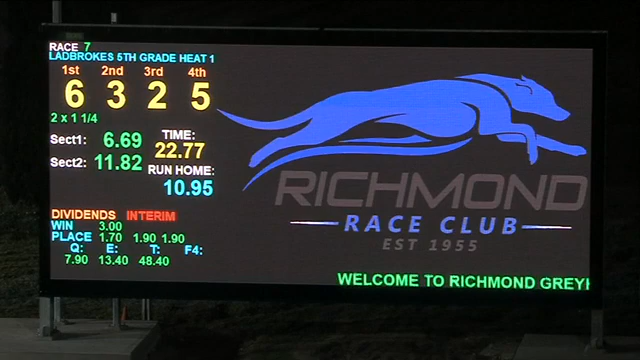 RACE 7
LADBROKES 5TH GRADE HEAT 1
1st 2nd 3rd 4th
6 3 2 5
2 x 1 1/4
Sect1: 6.69
Sect2: 11.82
TIME:
22.77
RUN HOME:
10.95
DIVIDENDS INTERIM
WIN 3.00
PLACE 1.70 1.90 1.90
Q: E: T: F4:
7.90 13.40 48.40
RICHMOND
RACE CLUB
EST 1955
WELCOME TO RICHMOND GREYH